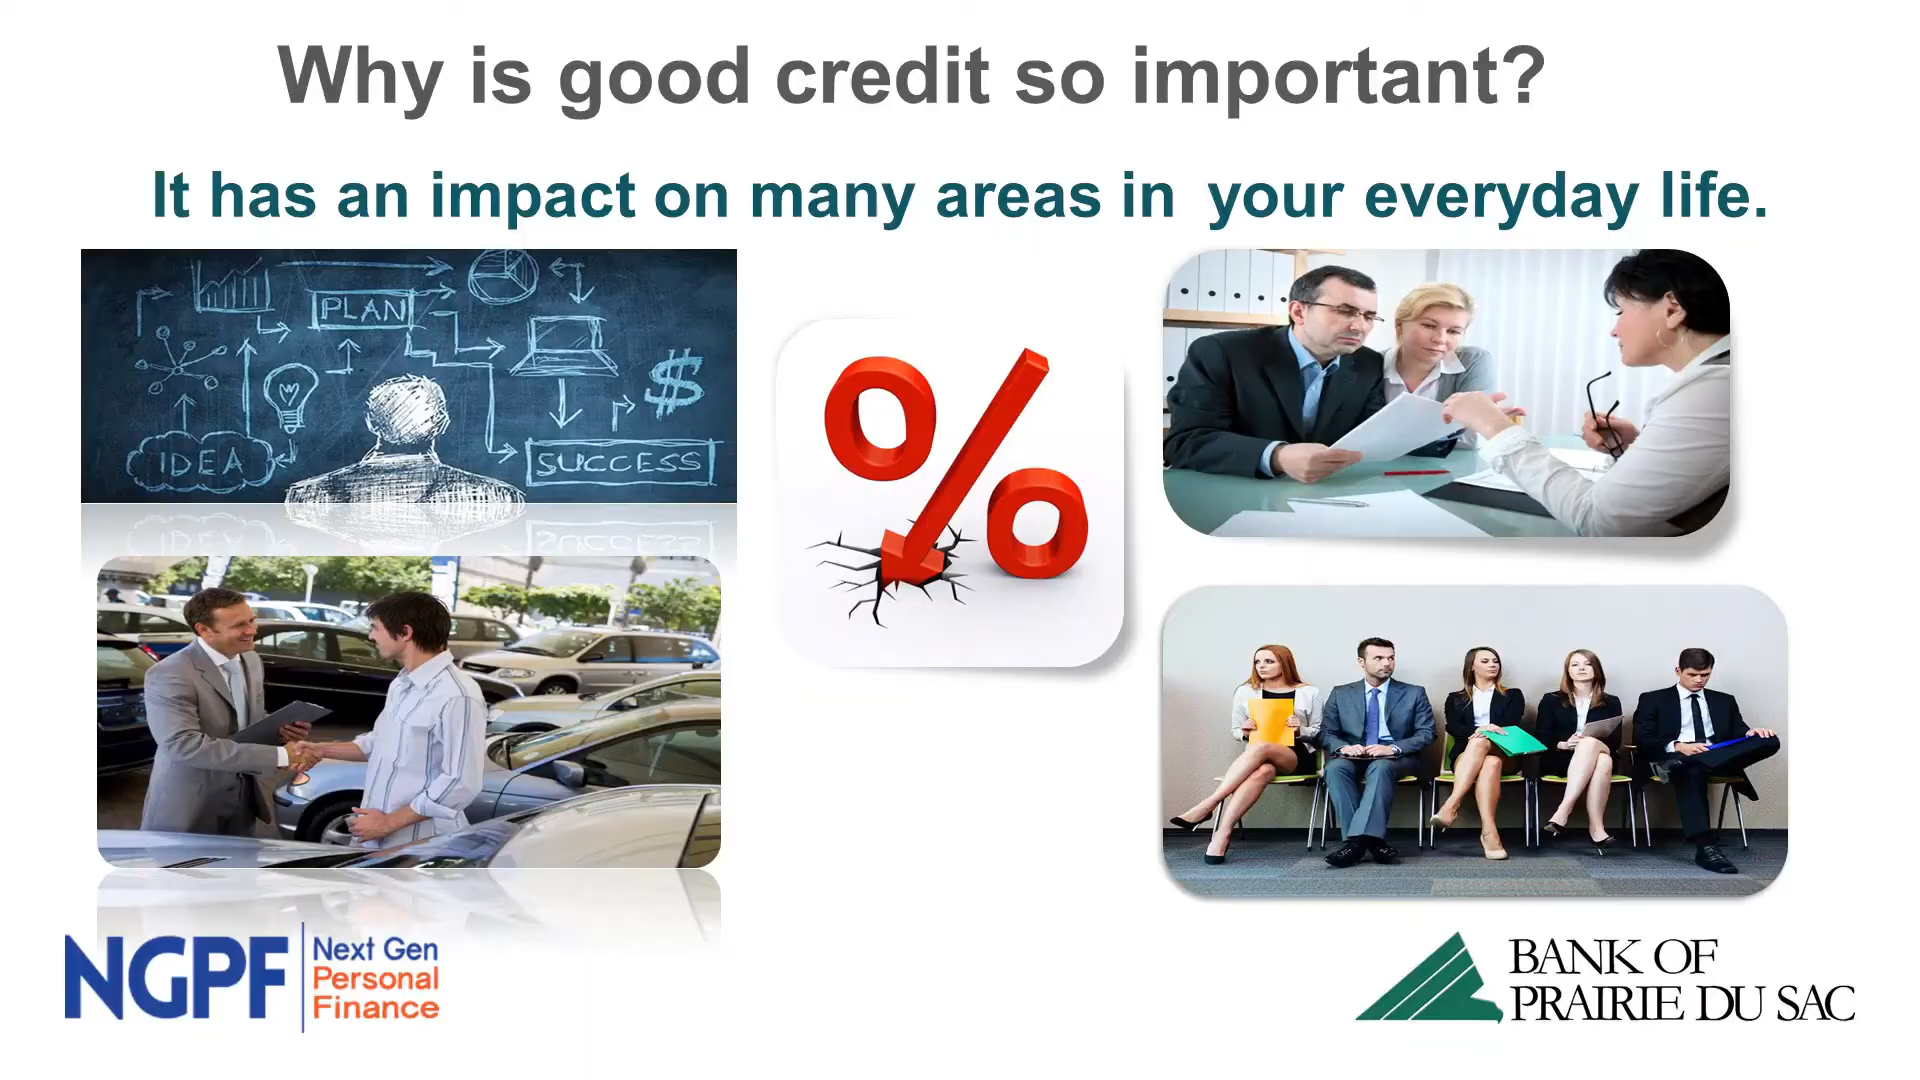 Why is good credit so important?
It has an impact on many areas in your everyday life.
PLAN
$
IDEA
SUCCESS
%
NGPF
Next Gen
Personal
Finance
BANK OF
PRAIRIE DU SAC